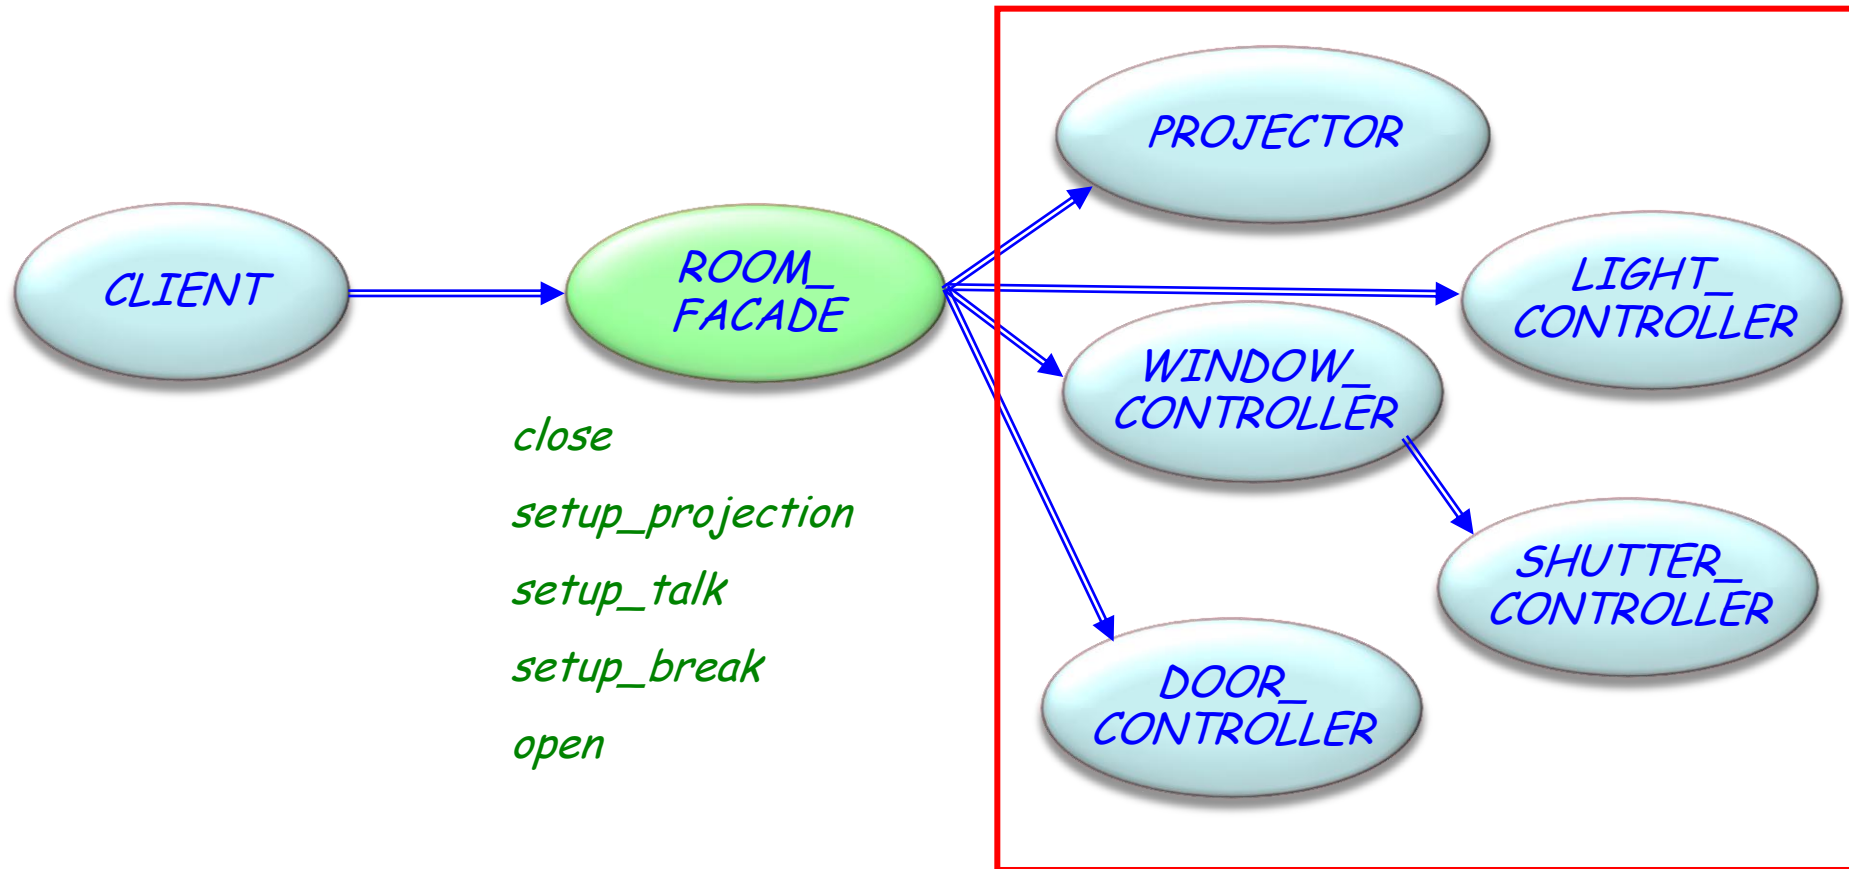 CLIENT
ROOM_
FACADE
close
setup_projection
setup_talk
setup_break
open
PROJECTOR
LIGHT_
CONTROLLER
WINDOW_
CONTROLLER
SHUTTER_
CONTROLLER
DOOR_
CONTROLLER